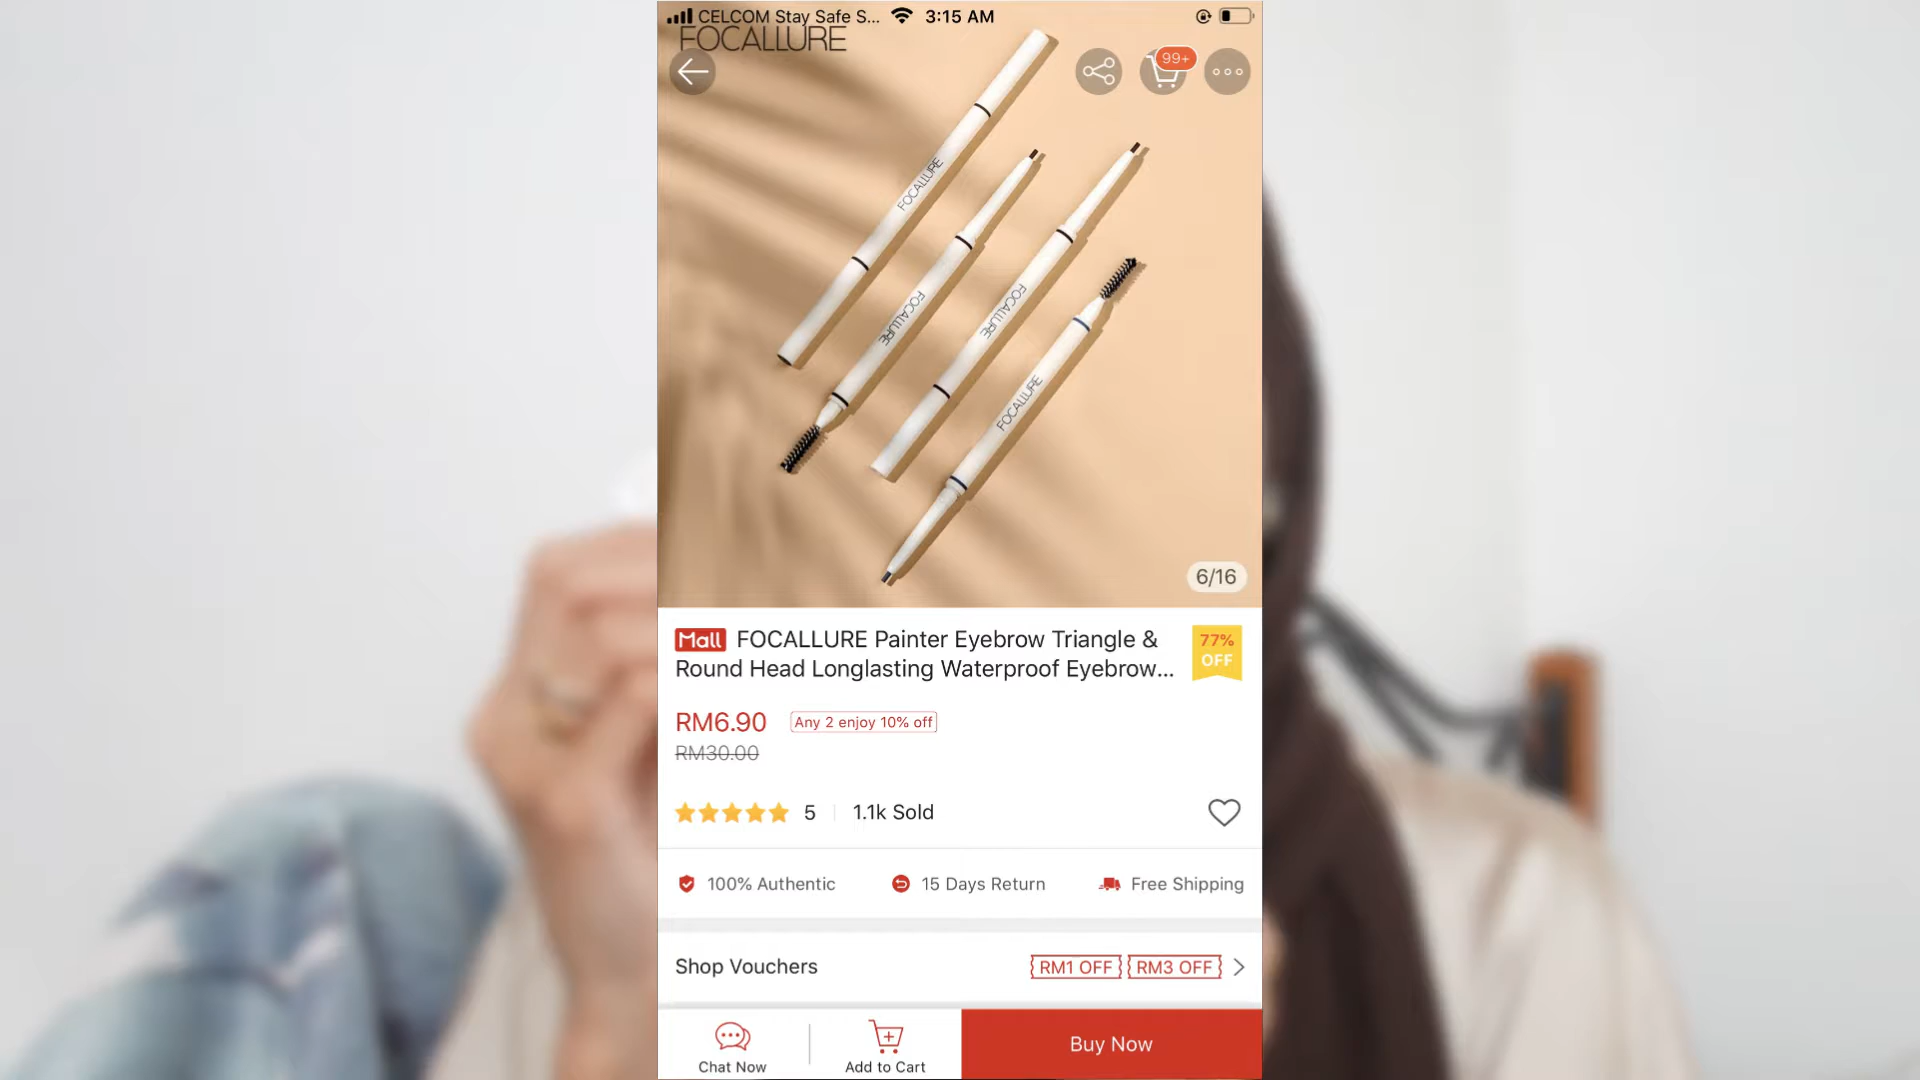 CELCOM Stay Safe S... 3:15 AM
FOCALLURE
99+
FOCALLURE
FOCALLURE
FOCALLURE
FOCALLURE
6/16
Mall FOCALLURE Painter Eyebrow Triangle &
Round Head Longlasting Waterproof Eyebrow...
77%
OFF
RM6.90 Any 2 enjoy 10% off
RM30.00
5 1.1k Sold
100% Authentic 15 Days Return Free Shipping
Shop Vouchers RM1 OFF RM3 OFF
Chat Now Add to Cart Buy Now